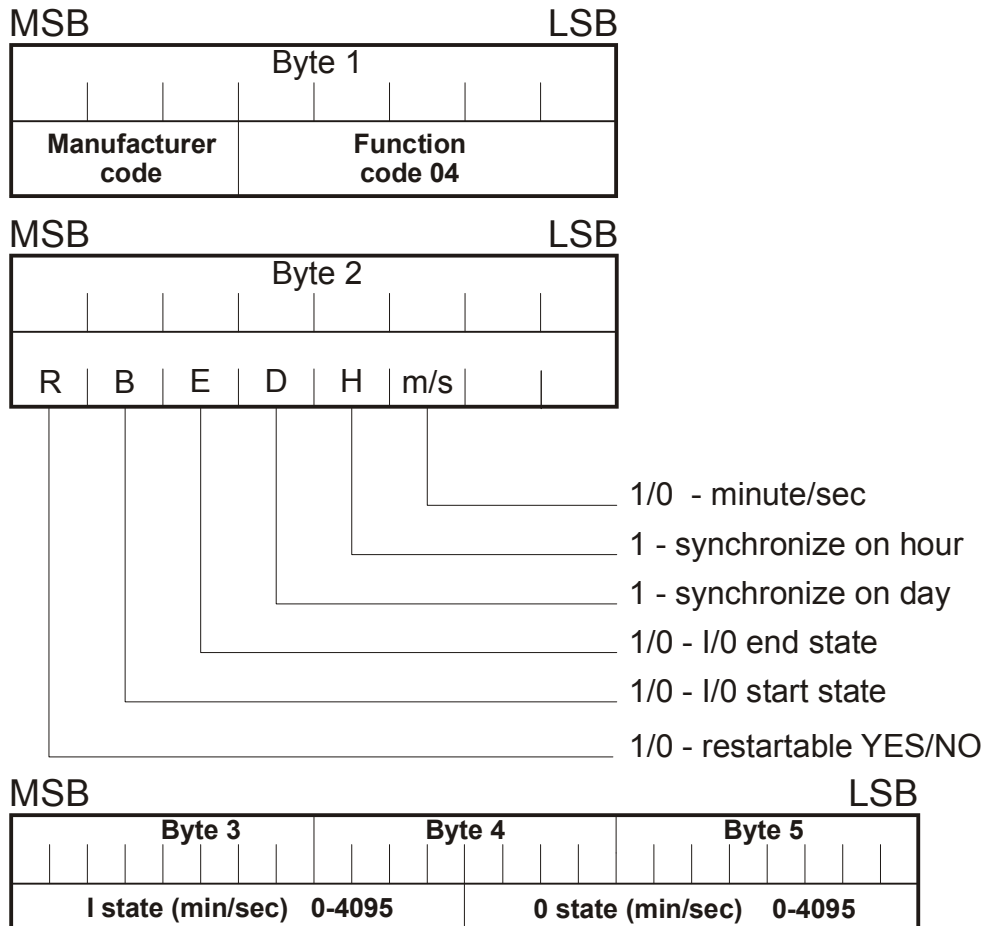 MSB LSB
Byte 1
Manufacturer code Function code 04
MSB LSB
Byte 2
R B E D H m/s
1/0 - minute/sec
1 - synchronize on hour
1 - synchronize on day
1/0 - I/0 end state
1/0 - I/0 start state
1/0 - restartable YES/NO
MSB LSB
Byte 3 Byte 4 Byte 5
I state (min/sec) 0-4095 0 state (min/sec) 0-4095